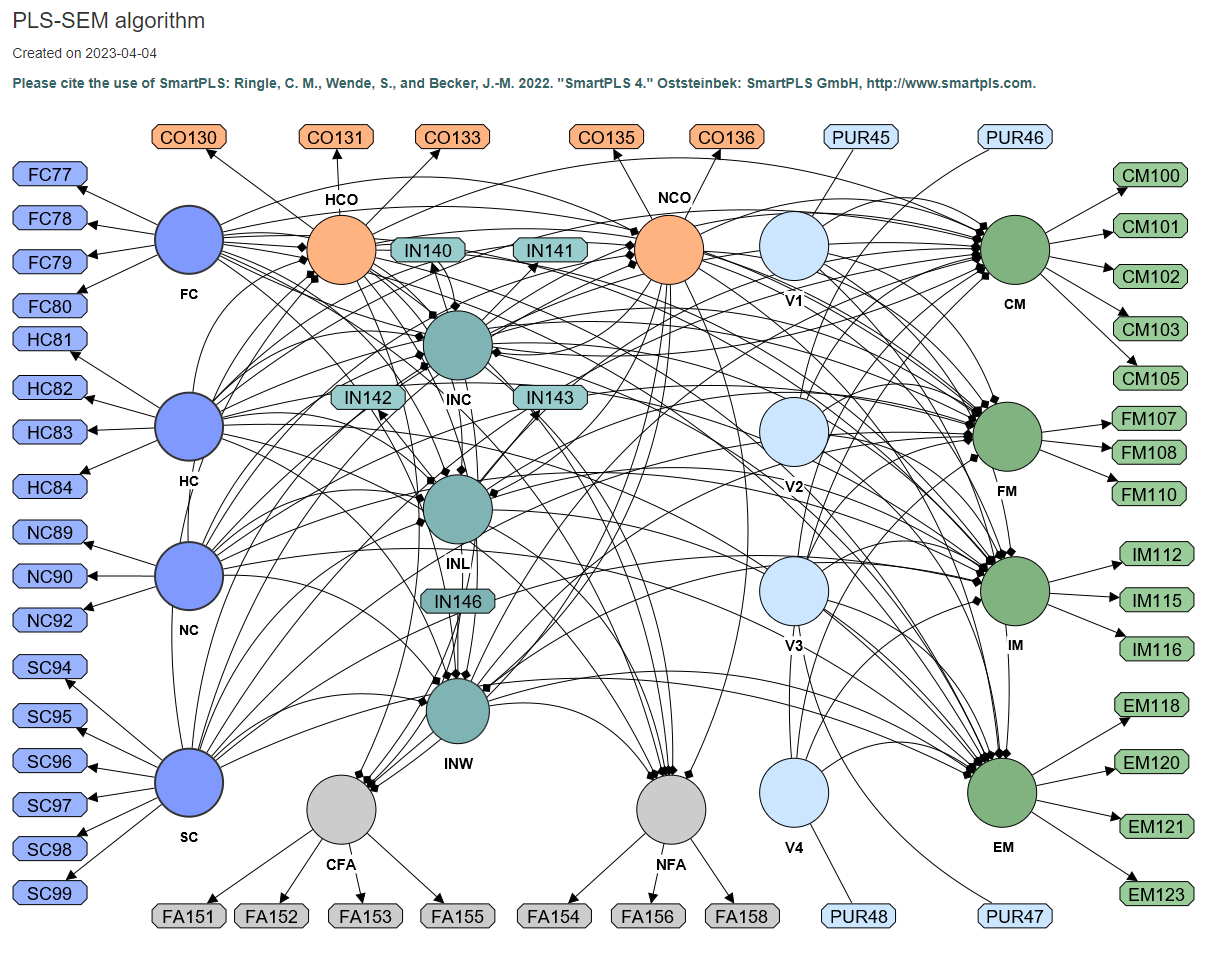 PLS-SEM algorithm
Created on 2023-04-04
Please cite the use of SmartPLS: Ringle, C. M., Wende, S., and Becker, J.-M. 2022. "SmartPLS 4." Oststeinbek: SmartPLS GmbH, http://www.smartpls.com.
CO130
CO131
CO133
CO135
CO136
PUR45
PUR46
FC77
FC78
FC79
FC80
FC
HCO
NCO
IN140
IN141
V1
CM
CM100
CM101
CM102
CM103
CM105
HC81
HC82
HC83
HC84
HC
INC
IN142
IN143
V2
FM
FM107
FM108
FM110
NC89
NC90
NC92
NC
INL
IN146
V3
IM
IM112
IM115
IM116
SC94
SC95
SC96
SC97
SC98
SC99
SC
INW
CFA
NFA
V4
EM
EM118
EM120
EM121
EM123
FA151
FA152
FA153
FA155
FA154
FA156
FA158
PUR48
PUR47